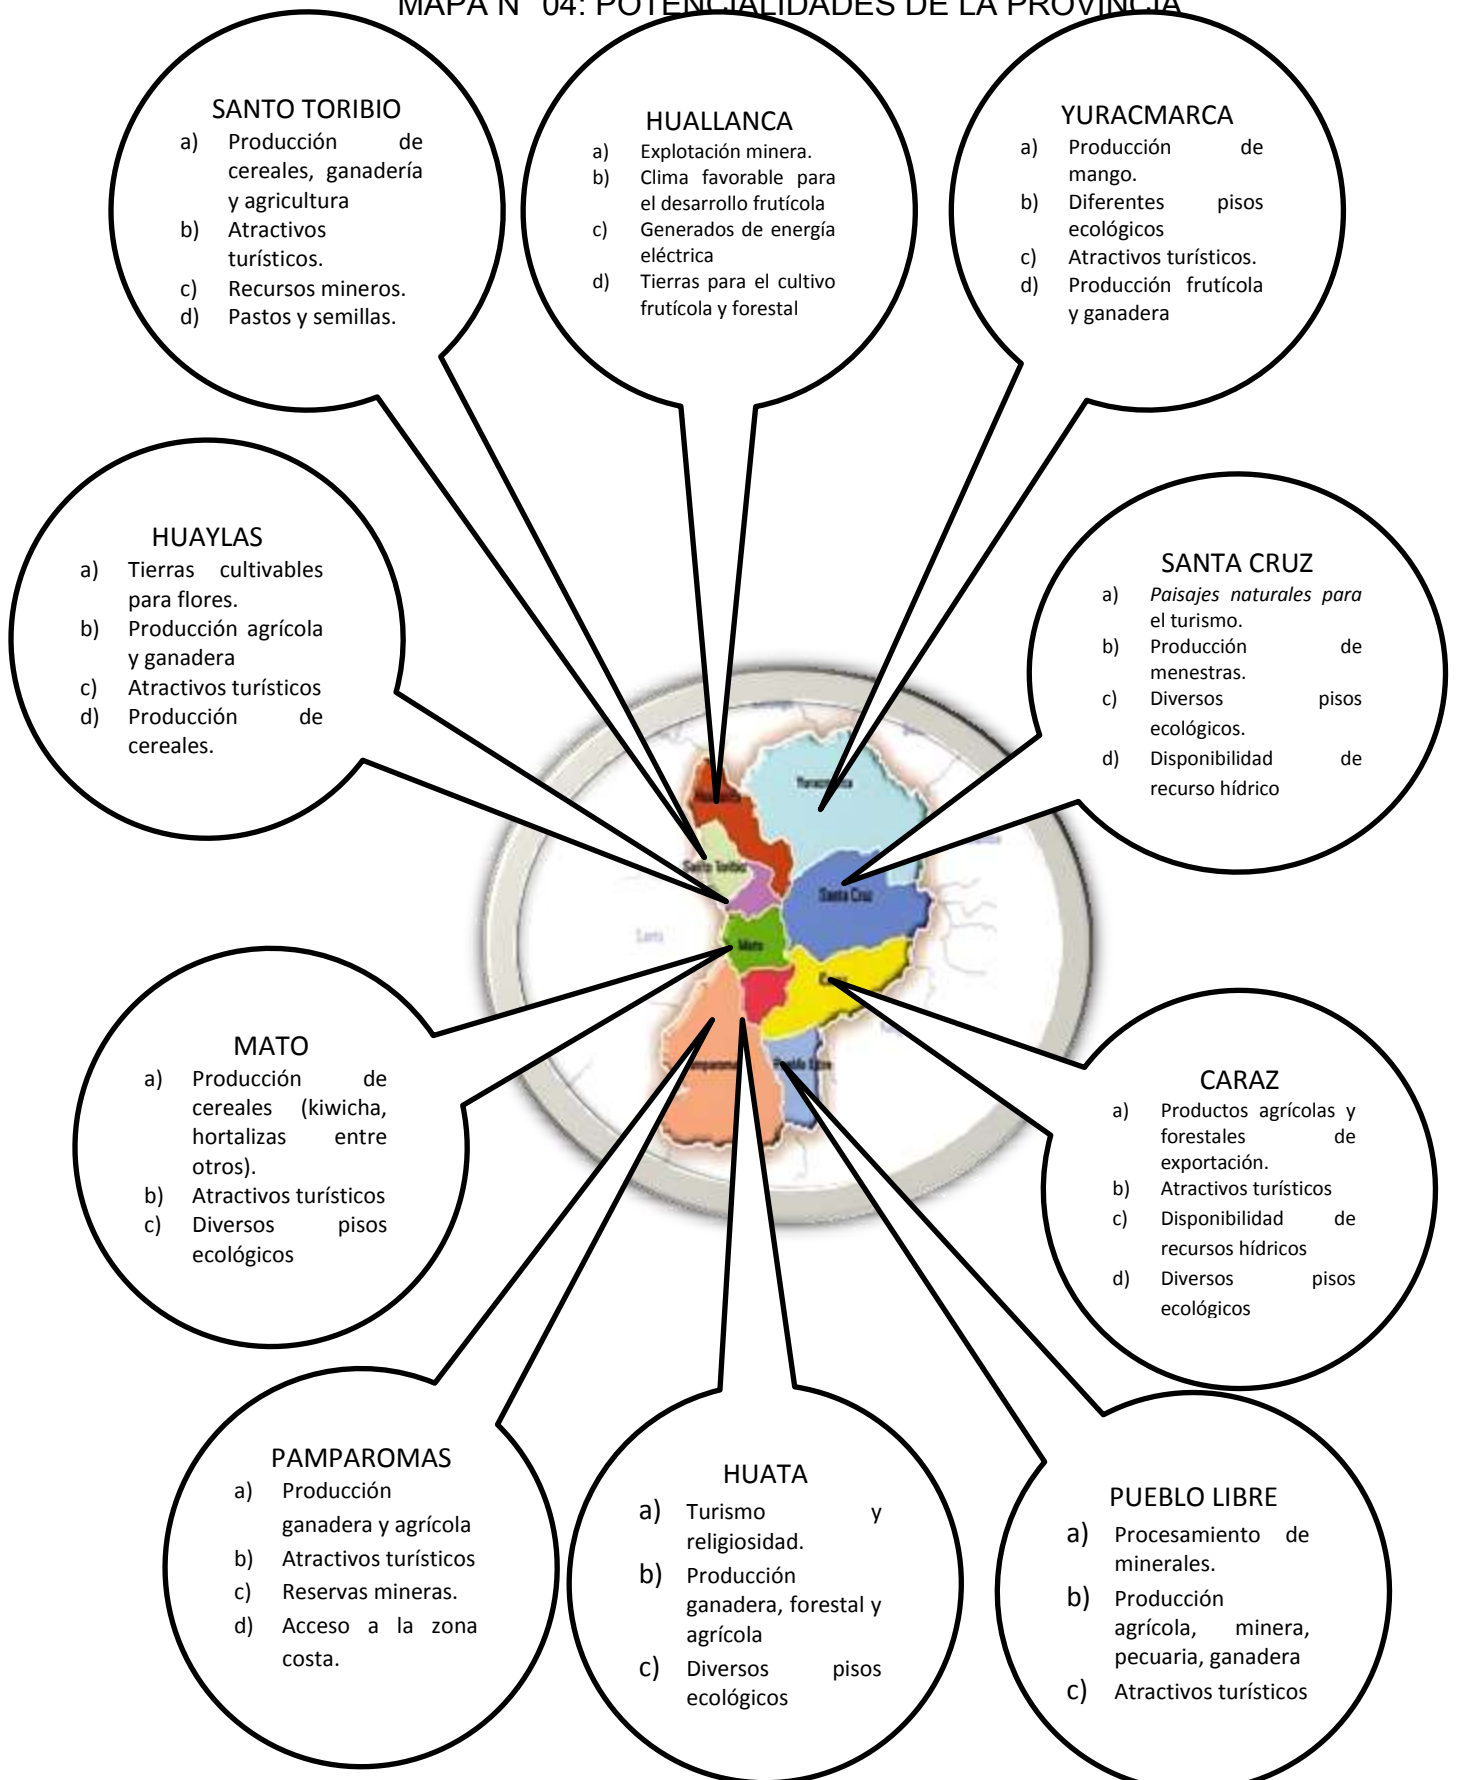 MAPA N° 04: POTENCIALIDADES DE LA PROVINCIA
SANTO TORIBIO
a) Producción de
cereales, ganadería
y agricultura
b) Atractivos
turísticos.
c) Recursos mineros.
d) Pastos y semillas.
HUALLANCA
a) Explotación minera.
b) Clima favorable para
el desarrollo frutícola
c) Generados de energía
eléctrica
d) Tierras para el cultivo
frutícola y forestal
YURACMARCA
a) Producción de
mango.
b) Diferentes pisos
ecológicos
c) Atractivos turísticos.
d) Producción frutícola
y ganadera
HUAYLAS
a) Tierras cultivables
para flores.
b) Producción agrícola
y ganadera
c) Atractivos turísticos
d) Producción de
cereales.
SANTA CRUZ
a) Paisajes naturales para
el turismo.
b) Producción de
menestras.
c) Diversos pisos
ecológicos.
d) Disponibilidad de
recurso hídrico
Santo Toribio
Santa Cruz
Santa
Mato
MATO
a) Producción de
cereales (kiwicha,
hortalizas entre
otros).
b) Atractivos turísticos
c) Diversos pisos
ecológicos
CARAZ
a) Productos agrícolas y
forestales de
exportación.
b) Atractivos turísticos
c) Disponibilidad de
recursos hídricos
d) Diversos pisos
ecológicos
PAMPAROMAS
a) Producción
ganadera y agrícola
b) Atractivos turísticos
c) Reservas mineras.
d) Acceso a la zona
costa.
HUATA
a) Turismo y
religiosidad.
b) Producción
ganadera, forestal y
agrícola
c) Diversos pisos
ecológicos
PUEBLO LIBRE
a) Procesamiento de
minerales.
b) Producción
agrícola, minera,
pecuaria, ganadera
c) Atractivos turísticos